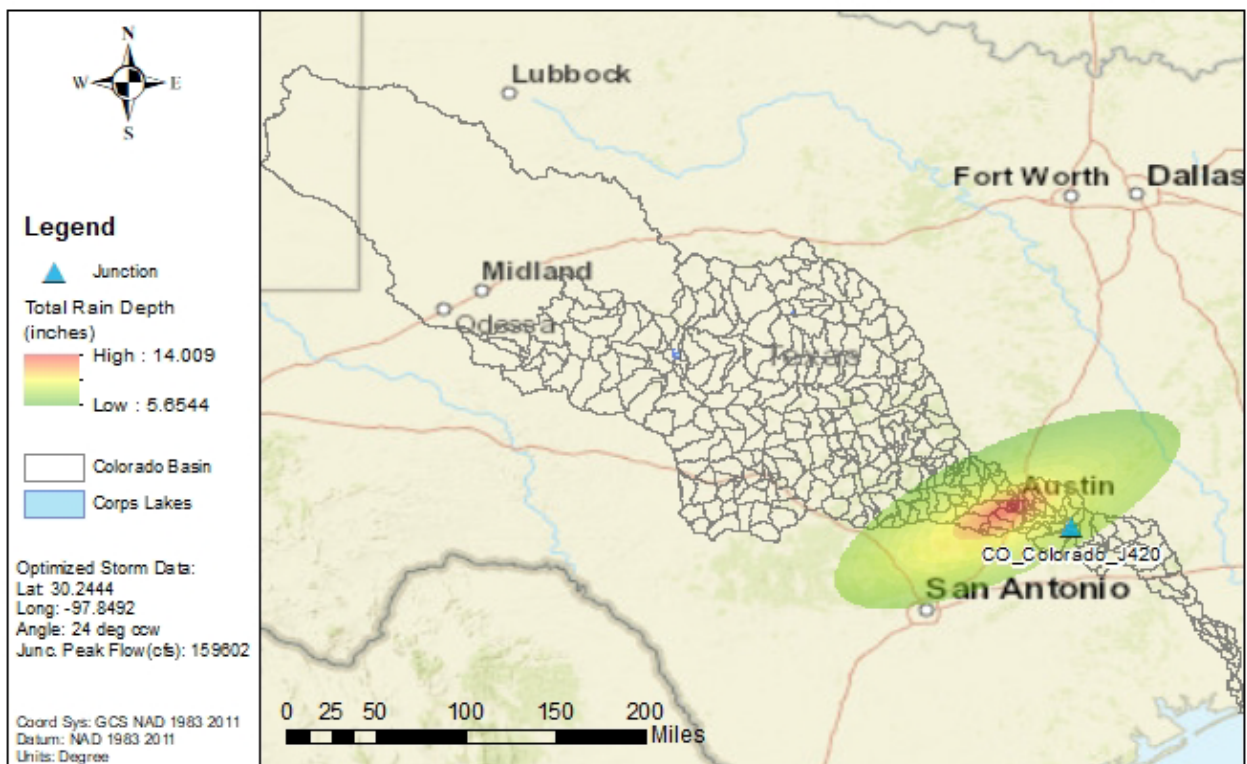 N
W E
S
Legend
Junction
Total Rain Depth
(inches)
High : 14.009
Low : 5.6544
Colorado Basin
Corps Lakes
Optimized Storm Data:
Lat: 30.2444
Long: -97.8492
Angle: 24 deg ccw
Junc. Peak Flow(cfs): 159602
Coord Sys: GCS NAD 1983 2011
Datum: NAD 1983 2011
Units: Degree
Lubbock
Fort Worth
Dallas
Midland
Odessa
Texas
Austin
CO_Colorado_J420
San Antonio
0 25 50 100 150 200
Miles